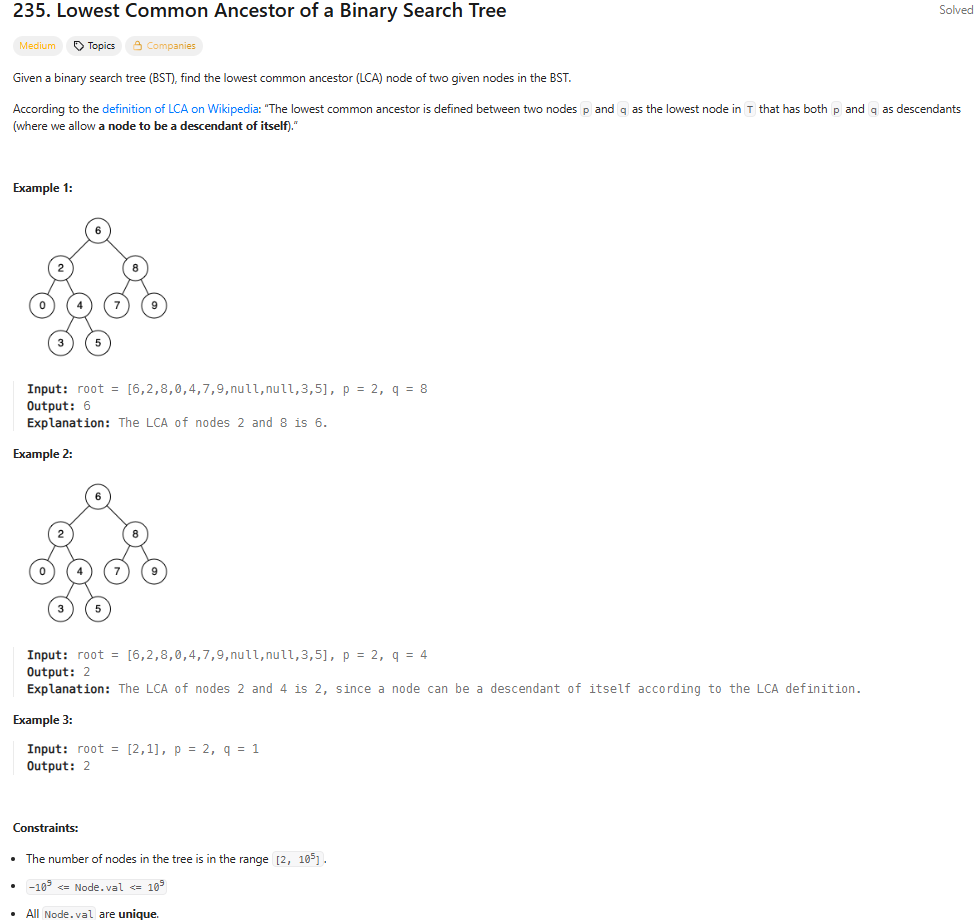 235. Lowest Common Ancestor of a Binary Search Tree
Solved
Medium Topics Companies
Given a binary search tree (BST), find the lowest common ancestor (LCA) node of two given nodes in the BST.
According to the definition of LCA on Wikipedia: “The lowest common ancestor is defined between two nodes p and q as the lowest node in T that has both p and q as descendants
(where we allow a node to be a descendant of itself).”
Example 1:
6
2 8
0 4 7 9
3 5
Input: root = [6,2,8,0,4,7,9,null,null,3,5], p = 2, q = 8
Output: 6
Explanation: The LCA of nodes 2 and 8 is 6.
Example 2:
6
2 8
0 4 7 9
3 5
Input: root = [6,2,8,0,4,7,9,null,null,3,5], p = 2, q = 4
Output: 2
Explanation: The LCA of nodes 2 and 4 is 2, since a node can be a descendant of itself according to the LCA definition.
Example 3:
Input: root = [2,1], p = 2, q = 1
Output: 2
Constraints:
• The number of nodes in the tree is in the range [2, 10⁵].
• -10⁹ <= Node.val <= 10⁹
• All Node.val are unique.